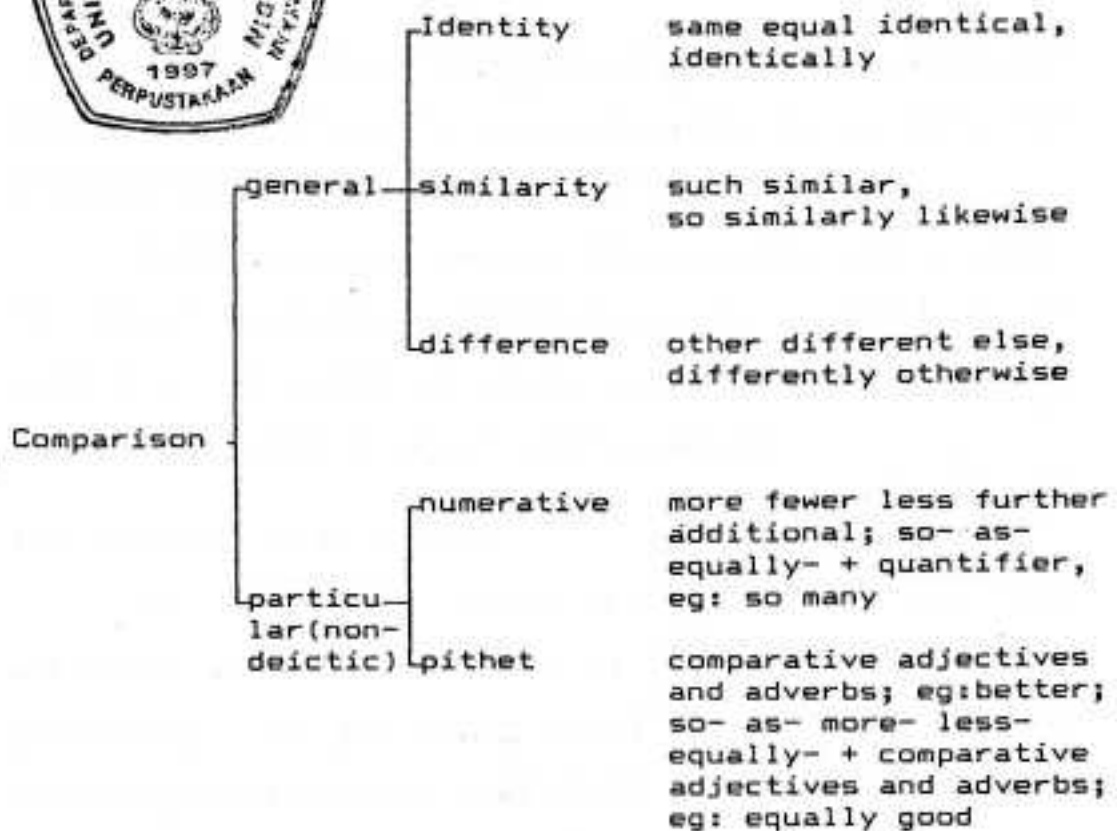 DEPAR
UNI
DIN
1997
PERPUSTAKAAN
Identity same equal identical,
identically
general similarity such similar,
so similarly likewise
difference other different else,
differently otherwise
Comparison
numerative more fewer less further
additional; so- as-
equally- + quantifier,
particu eg: so many
lar(non-
deictic) pithet comparative adjectives
and adverbs; eg:better;
so- as- more- less-
equally- + comparative
adjectives and adverbs;
eg: equally good